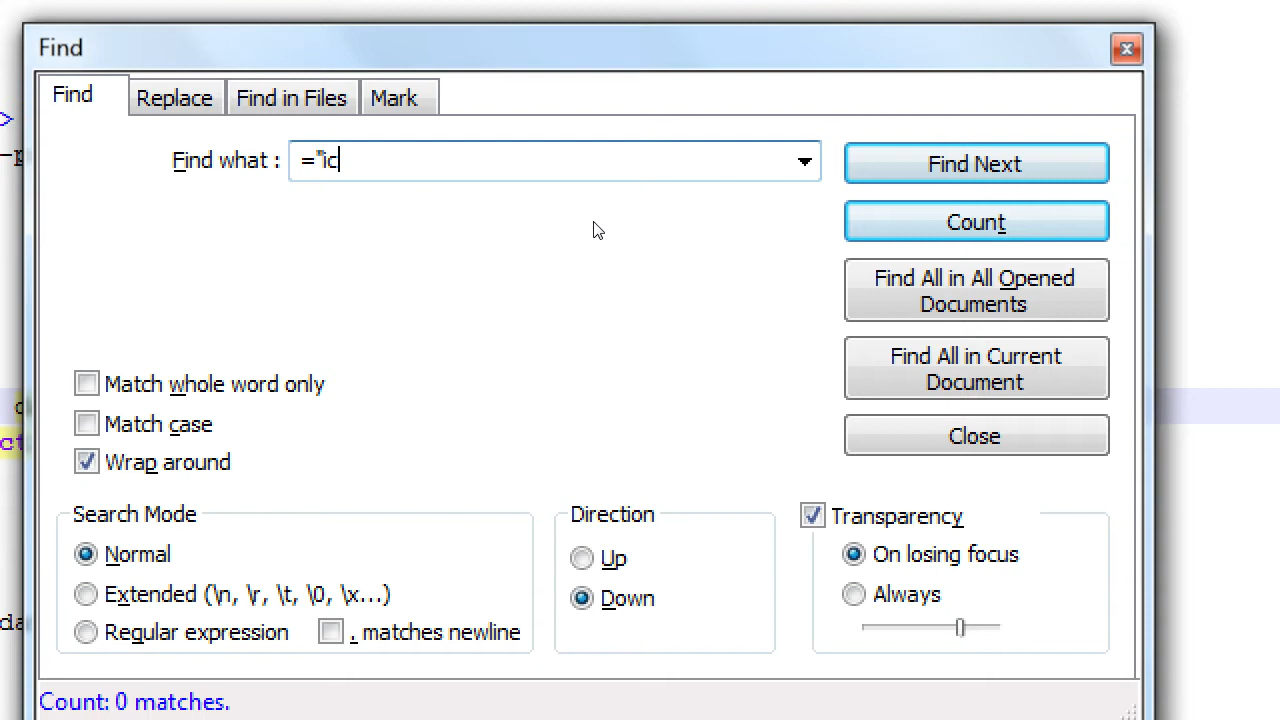 Find
Find Replace Find in Files Mark
Find what : ="ic
Find Next
Count
Find All in All Opened
Documents
Find All in Current
Document
Close
Match whole word only
Match case
Wrap around
Search Mode
Normal
Extended (\n, \r, \t, \0, \x...)
Regular expression . matches newline
Direction
Up
Down
Transparency
On losing focus
Always
Count: 0 matches.